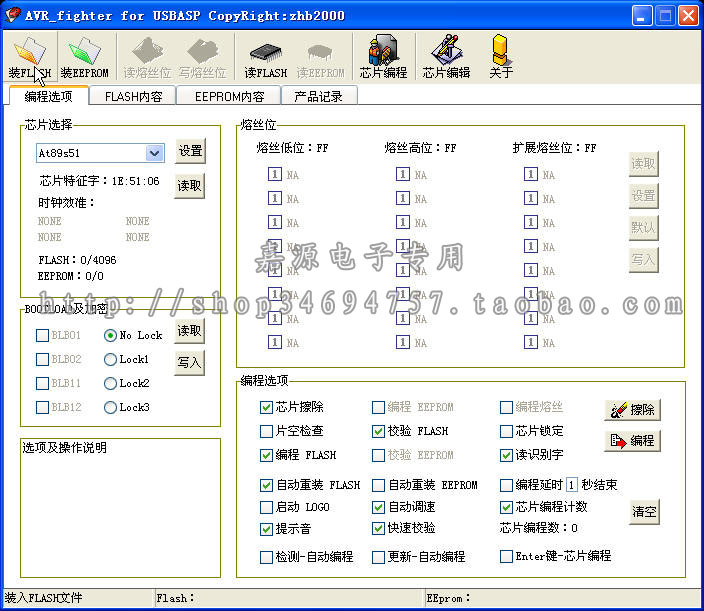 AVR_fighter for USBASP CopyRight:zhb2000
装FLASH 装EEPROM 读熔丝位 写熔丝位 读FLASH 读EEPROM 芯片编程 芯片编辑 关于
编程选项 FLASH内容 EEPROM内容 产品记录
芯片选择
At89s51 设置
芯片特征字：1E:51:06 读取
时钟效准：
NONE NONE
NONE NONE
FLASH：0/4096
EEPROM：0/0
熔丝位
熔丝低位：FF 熔丝高位：FF 扩展熔丝位：FF
1 NA 1 NA 1 NA 读取
1 NA 1 NA 1 NA 设置
1 NA 1 NA 1 NA 默认
1 NA 1 NA 1 NA 写入
1 NA 1 NA 1 NA
1 NA 1 NA 1 NA
1 NA 1 NA 1 NA
1 NA 1 NA 1 NA
嘉源电子专用
http://shop34694757.taobao.com
BOOTLOAD及加密
BLB01 No Lock 读取
BLB02 Lock1 写入
BLB11 Lock2
BLB12 Lock3
选项及操作说明
编程选项
芯片擦除 编程 EEPROM 编程熔丝 擦除
片空检查 校验 FLASH 芯片锁定 编程
编程 FLASH 校验 EEPROM 读识别字
自动重装 FLASH 自动重装 EEPROM 编程延时 1 秒结束
启动 LOGO 自动调速 芯片编程计数 清空
提示音 快速校验 芯片编程数：0
检测-自动编程 更新-自动编程 Enter键-芯片编程
装入FLASH文件 Flash： EEprom：